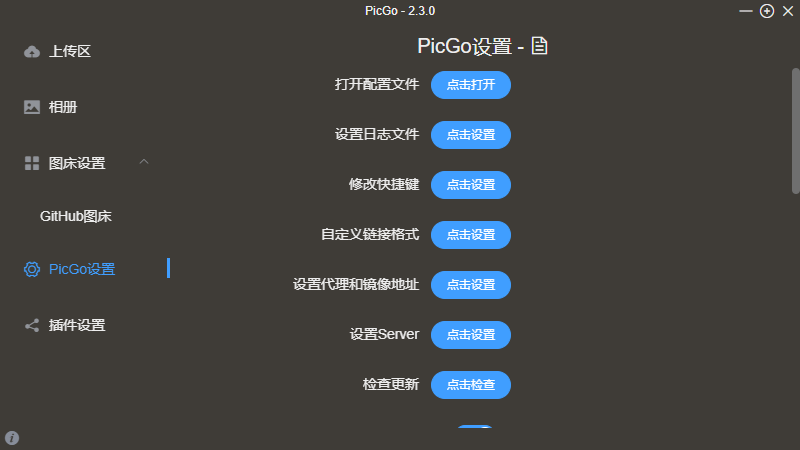 PicGo - 2.3.0
上传区
相册
图床设置
GitHub图床
PicGo设置
插件设置
PicGo设置 -
打开配置文件 点击打开
设置日志文件 点击设置
修改快捷键 点击设置
自定义链接格式 点击设置
设置代理和镜像地址 点击设置
设置Server 点击设置
检查更新 点击检查